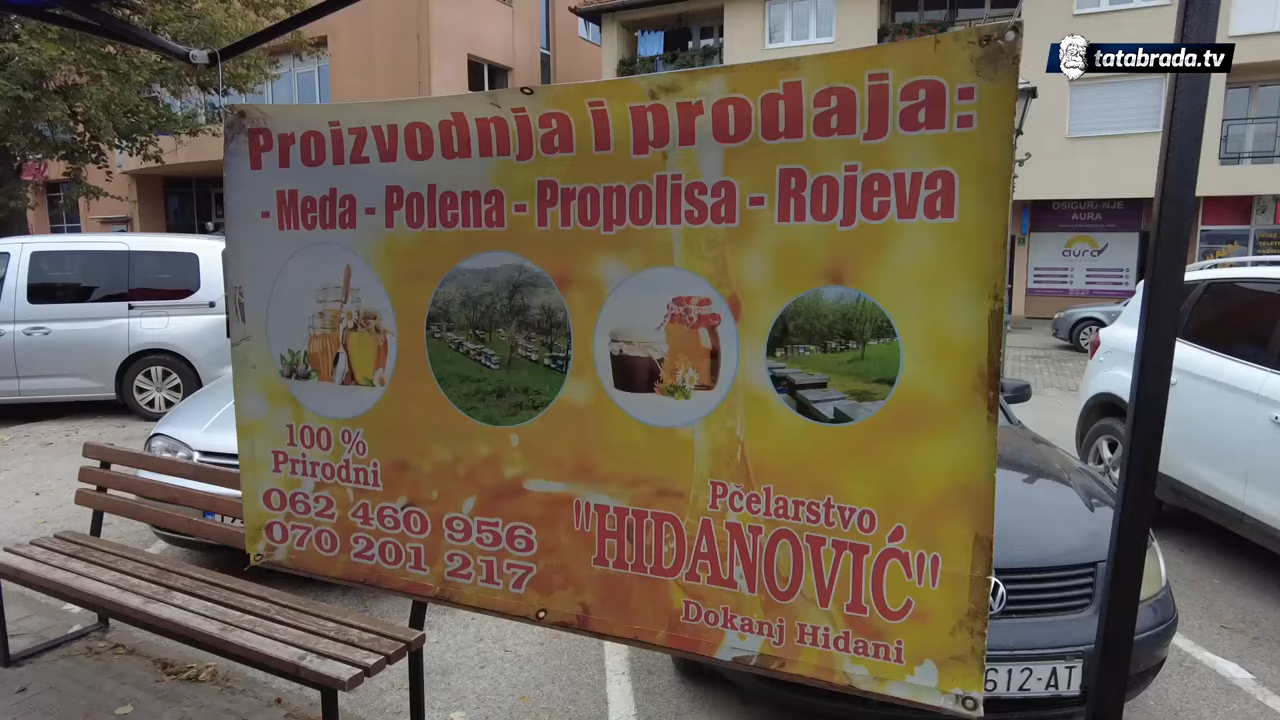 tatabrada.tv
Proizvodnja i prodaja:
- Meda - Polena - Propolisa - Rojeva
100 %
Prirodni
062 460 956
070 201 217
Pčelarstvo
"HIDANOVIĆ"
Dokanj Hidani
OSIGURANJE
AURA
aura
612-AT